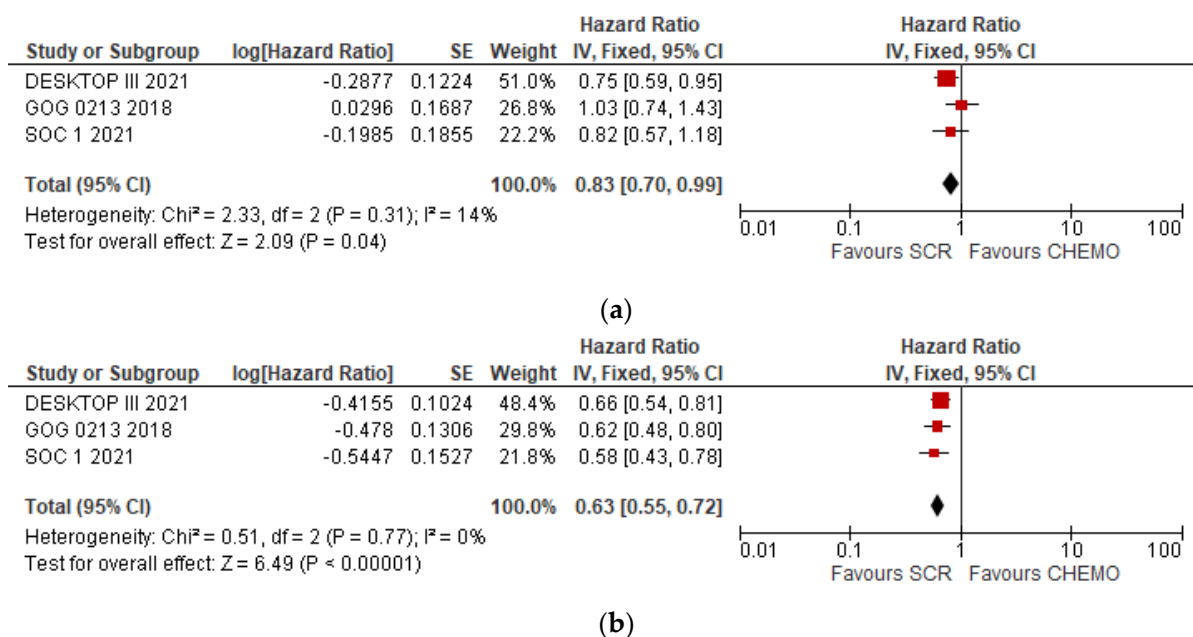 Hazard Ratio Hazard Ratio
Study or Subgroup log[Hazard Ratio] SE Weight IV, Fixed, 95% CI IV, Fixed, 95% CI
DESKTOP III 2021 -0.2877 0.1224 51.0% 0.75 [0.59, 0.95]
GOG 0213 2018 0.0296 0.1687 26.8% 1.03 [0.74, 1.43]
SOC 1 2021 -0.1985 0.1855 22.2% 0.82 [0.57, 1.18]
Total (95% CI) 100.0% 0.83 [0.70, 0.99]
Heterogeneity: Chi² = 2.33, df = 2 (P = 0.31); I² = 14%
Test for overall effect: Z = 2.09 (P = 0.04)
0.01 0.1 1 10 100
Favours SCR Favours CHEMO
(a)
Hazard Ratio Hazard Ratio
Study or Subgroup log[Hazard Ratio] SE Weight IV, Fixed, 95% CI IV, Fixed, 95% CI
DESKTOP III 2021 -0.4155 0.1024 48.4% 0.66 [0.54, 0.81]
GOG 0213 2018 -0.478 0.1306 29.8% 0.62 [0.48, 0.80]
SOC 1 2021 -0.5447 0.1527 21.8% 0.58 [0.43, 0.78]
Total (95% CI) 100.0% 0.63 [0.55, 0.72]
Heterogeneity: Chi² = 0.51, df = 2 (P = 0.77); I² = 0%
Test for overall effect: Z = 6.49 (P < 0.00001)
0.01 0.1 1 10 100
Favours SCR Favours CHEMO
(b)